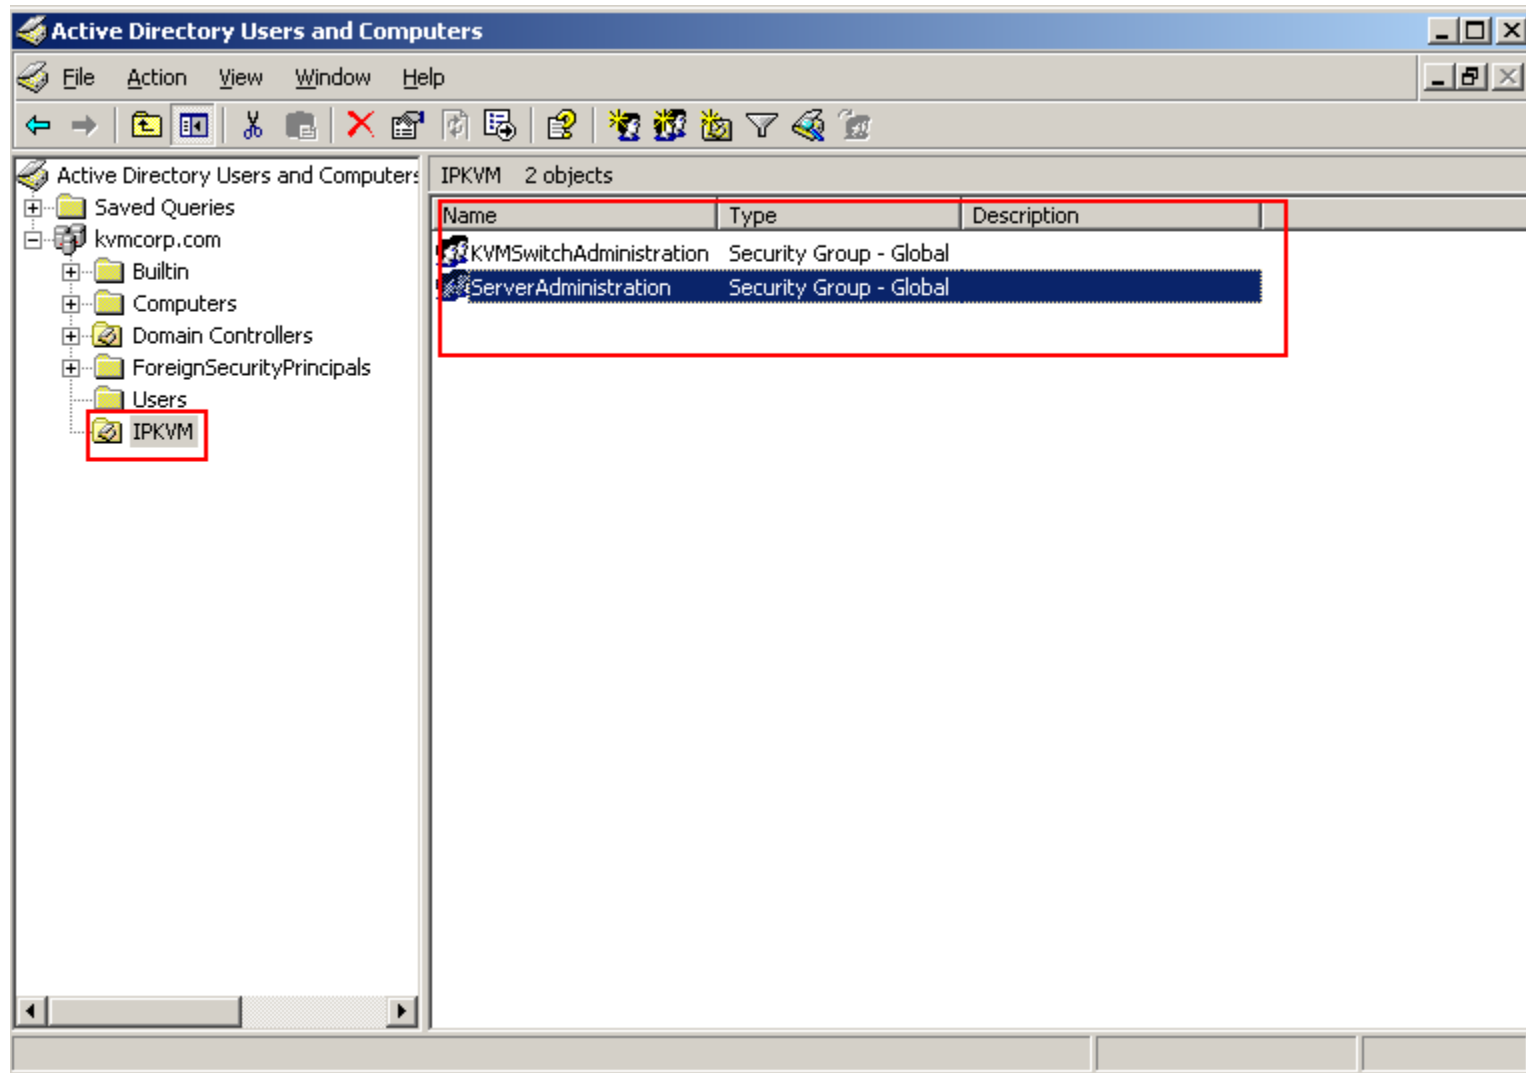 Active Directory Users and Computers
File Action View Window Help
Active Directory Users and Computers
IPKVM 2 objects
Saved Queries
Name Type Description
kvmcorp.com
KVMSwitchAdministration Security Group - Global
Builtin
ServerAdministration Security Group - Global
Computers
Domain Controllers
ForeignSecurityPrincipals
Users
IPKVM